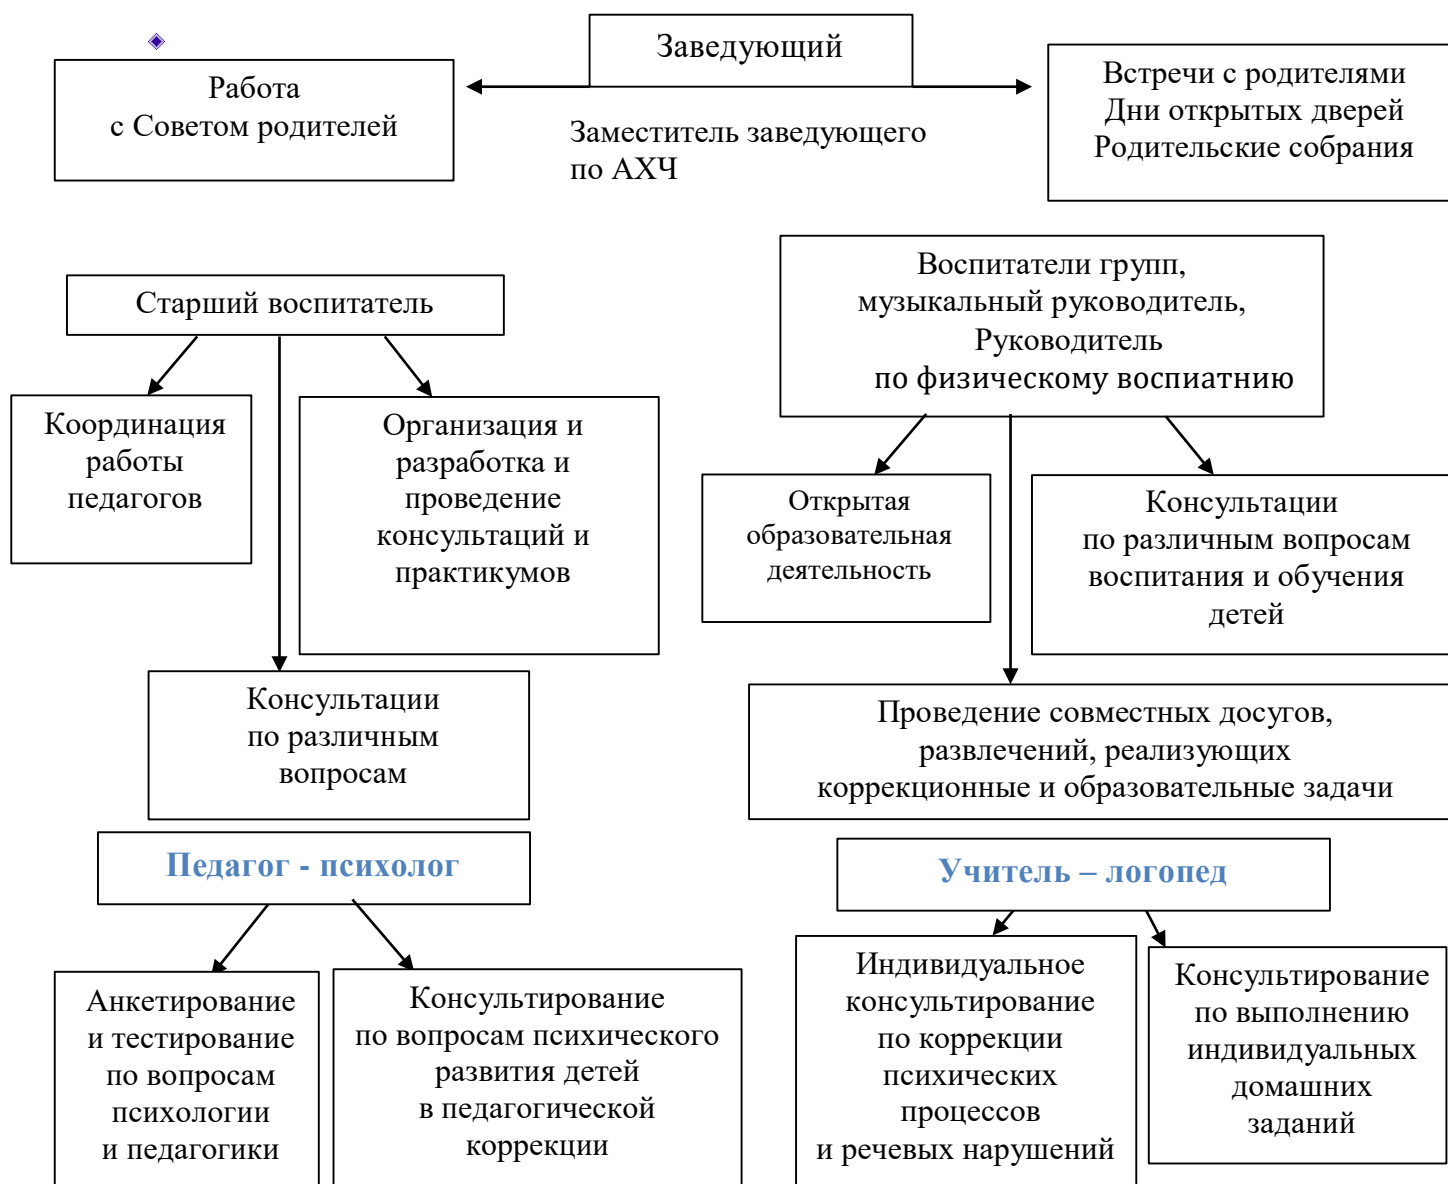 Заведующий
Работа
с Советом родителей
Встречи с родителями
Дни открытых дверей
Родительские собрания
Заместитель заведующего
по АХЧ
Старший воспитатель
Координация
работы
педагогов
Организация и
разработка и
проведение
консультаций и
практикумов
Консультации
по различным
вопросам
Воспитатели групп,
музыкальный руководитель,
Руководитель
по физическому воспиатнию
Открытая
образовательная
деятельность
Консультации
по различным вопросам
воспитания и обучения
детей
Проведение совместных досугов,
развлечений, реализующих
коррекционные и образовательные задачи
Педагог - психолог
Анкетирование
и тестирование
по вопросам
психологии
и педагогики
Консультирование
по вопросам психического
развития детей
в педагогической
коррекции
Учитель – логопед
Индивидуальное
консультирование
по коррекции
психических
процессов
и речевых нарушений
Консультирование
по выполнению
индивидуальных
домашних
заданий